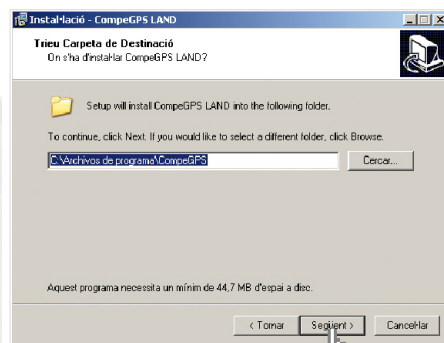 Instal·lació - CompeGPS LAND
Trieu Carpeta de Destinació
On s'ha d'instal·lar CompeGPS LAND?
Setup will install CompeGPS LAND into the following folder.
To continue, click Next. If you would like to select a different folder, click Browse.
C:\Archivos de programa\CompeGPS
Cercar...
Aquest programa necessita un mínim de 44,7 MB d'espai a disc.
< Tornar
Següent >
Cancel·lar